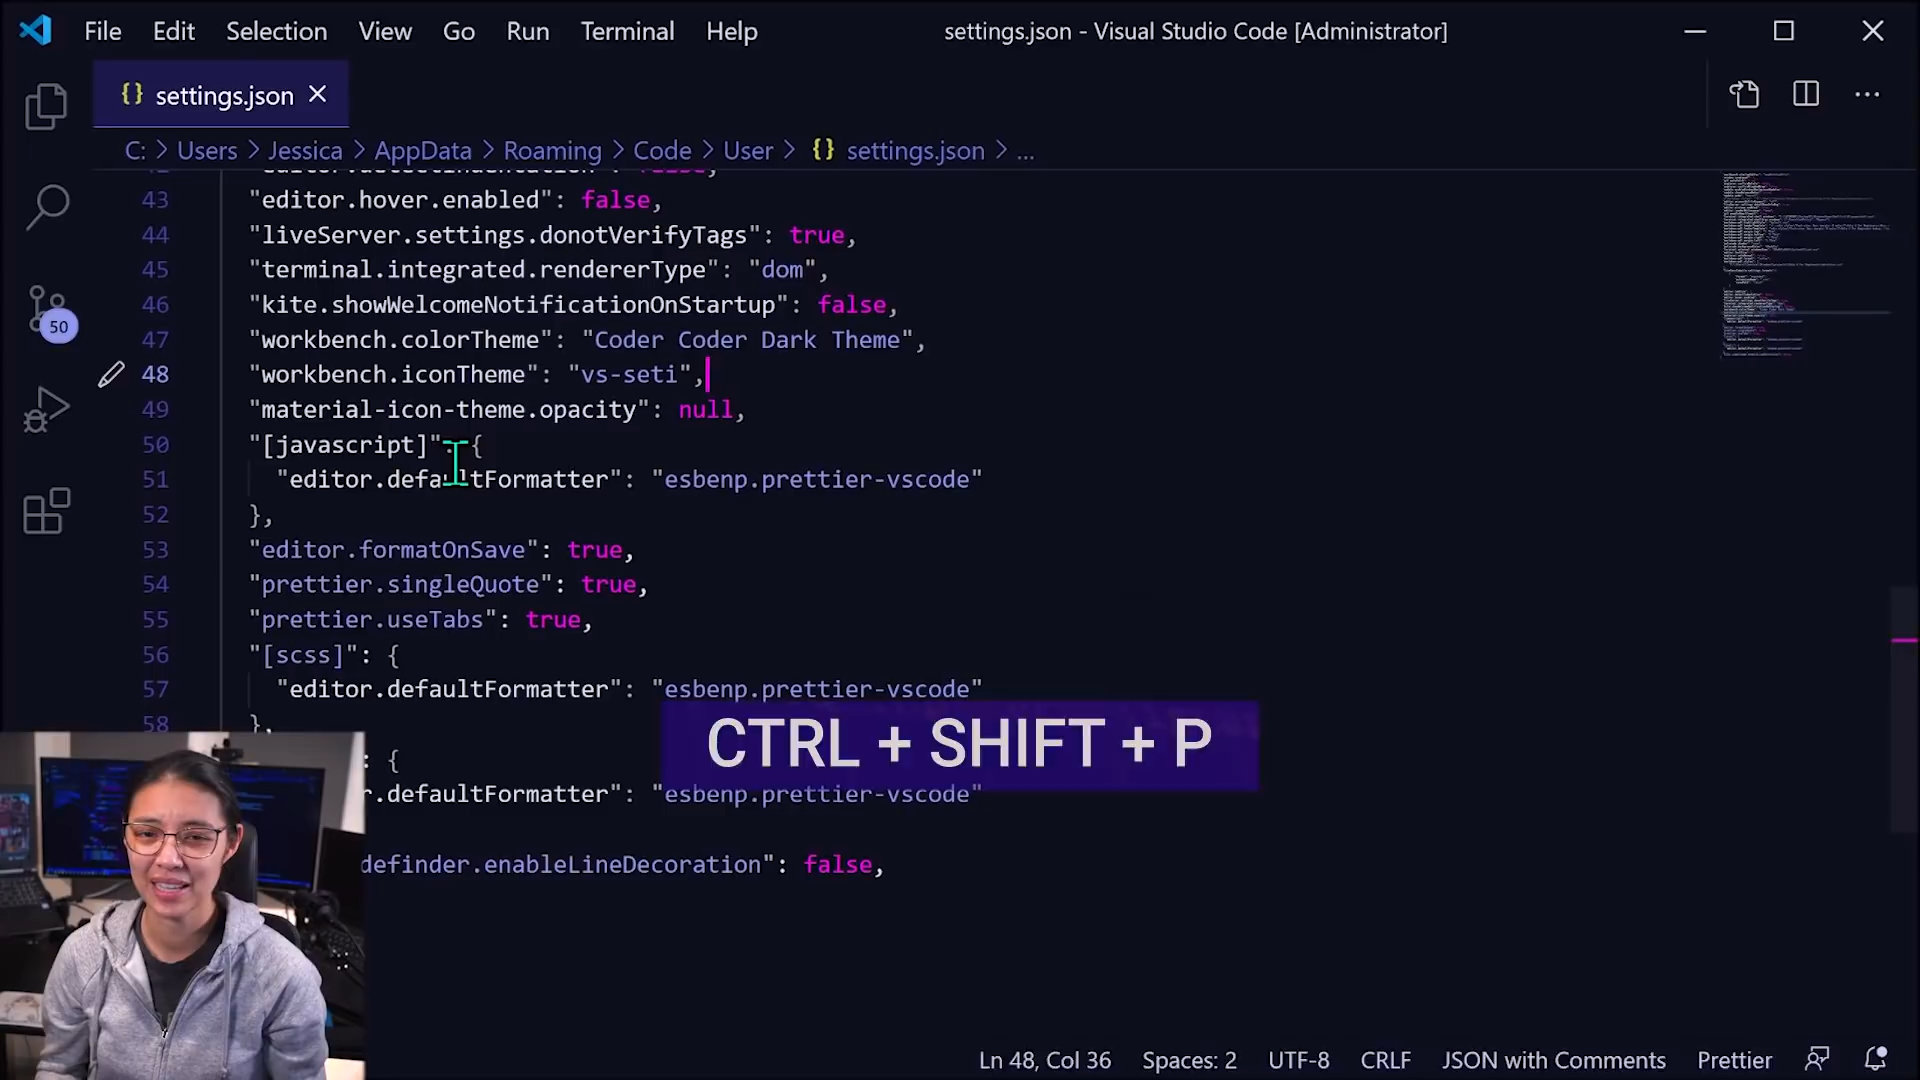 File Edit Selection View Go Run Terminal Help settings.json - Visual Studio Code [Administrator]
{} settings.json
C: > Users > Jessica > AppData > Roaming > Code > User > {} settings.json > ...
43 "editor.hover.enabled": false,
44 "liveServer.settings.donotVerifyTags": true,
45 "terminal.integrated.rendererType": "dom",
46 "kite.showWelcomeNotificationOnStartup": false,
47 "workbench.colorTheme": "Coder Coder Dark Theme",
48 "workbench.iconTheme": "vs-seti",
49 "material-icon-theme.opacity": null,
50 "[javascript]": {
51 "editor.defaultFormatter": "esbenp.prettier-vscode"
52 },
53 "editor.formatOnSave": true,
54 "prettier.singleQuote": true,
55 "prettier.useTabs": true,
56 "[scss]": {
57 "editor.defaultFormatter": "esbenp.prettier-vscode"
58 },
CTRL + SHIFT + P
: {
r.defaultFormatter": "esbenp.prettier-vscode"
definder.enableLineDecoration": false,
50
Ln 48, Col 36 Spaces: 2 UTF-8 CRLF JSON with Comments Prettier